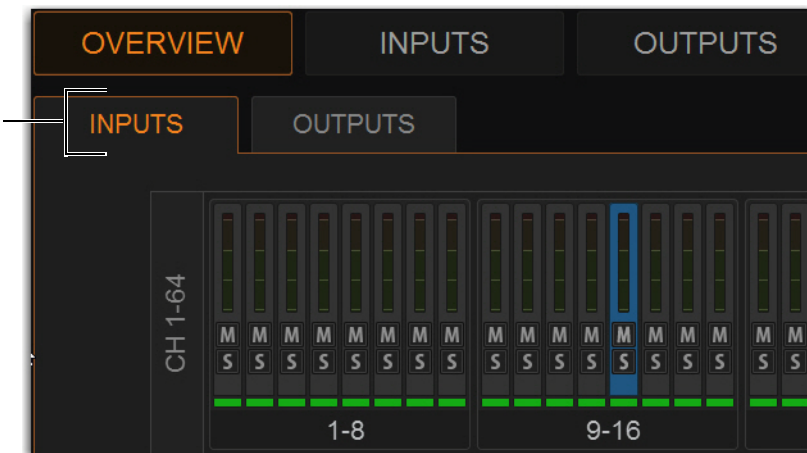 OVERVIEW INPUTS OUTPUTS
INPUTS OUTPUTS
CH 1-64
M M M M M M M M M M M M M M M M M M
S S S S S S S S S S S S S S S S S S
1-8 9-16